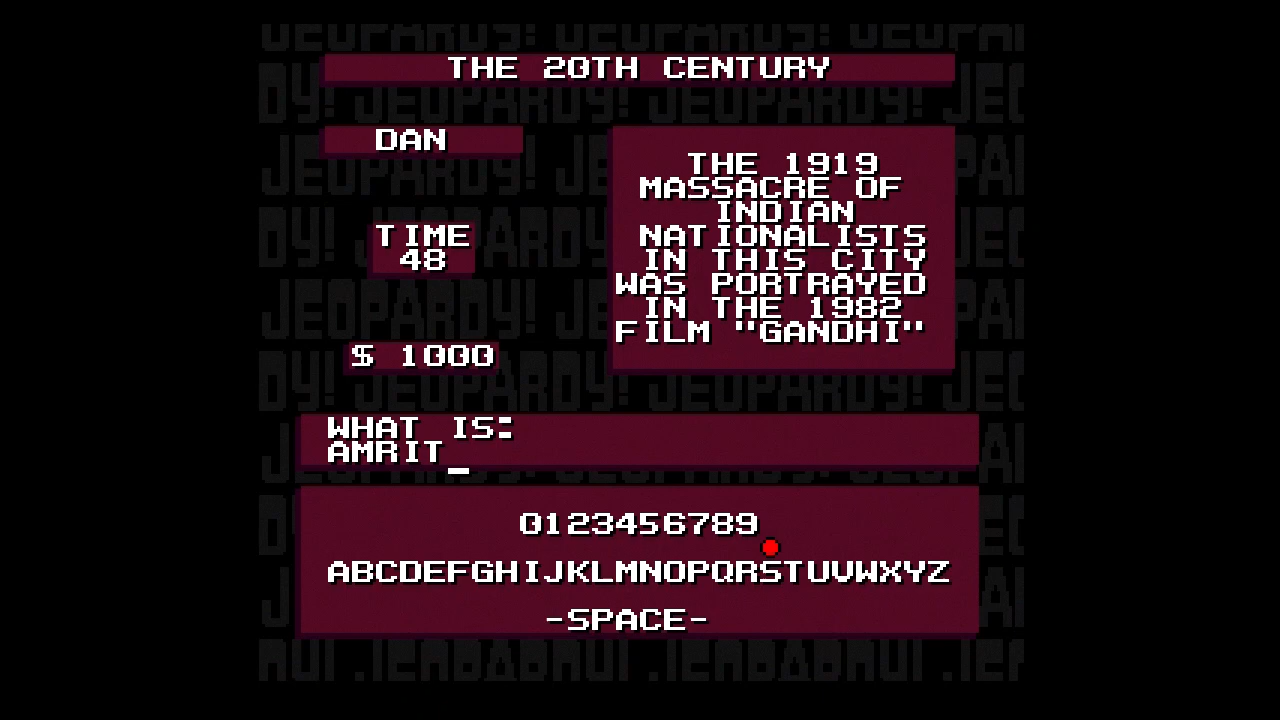 THE 20TH CENTURY
DAN
TIME
48
$ 1000
THE 1919
MASSACRE OF
INDIAN
NATIONALISTS
IN THIS CITY
WAS PORTRAYED
IN THE 1982
FILM "GANDHI"
WHAT IS:
AMRIT_
0123456789
ABCDEFGHIJKLMNOPQRSTUVWXYZ
-SPACE-